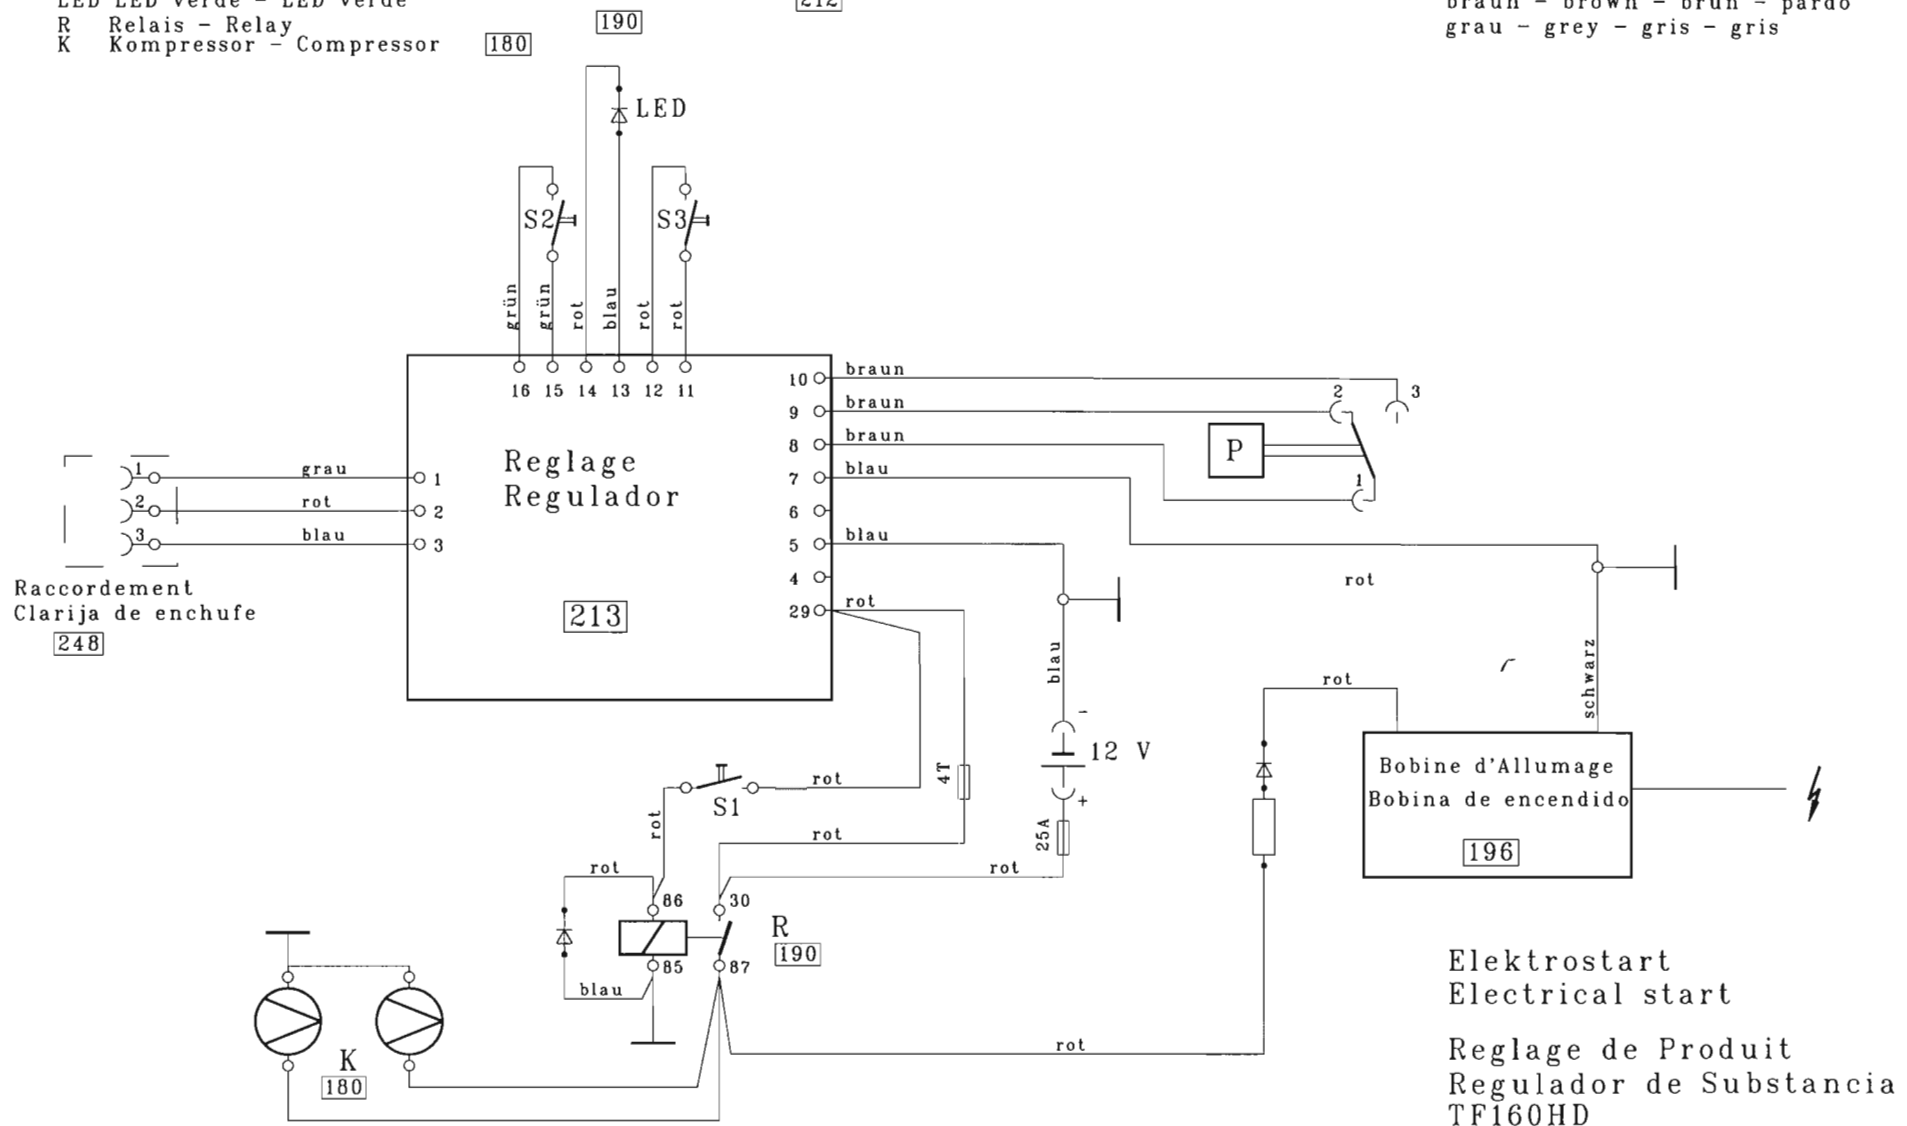 LED LED verde - LED verde
R Relais - Relay
190
K Kompressor - Compressor 180
212
braun - brown - brun - pardo
grau - grey - gris - gris
LED
S2
S3
grün
grün
rot
blau
rot
rot
16 15 14 13 12 11
Reglage
Regulador
213
10 braun
9 braun
8 braun
7 blau
6
5 blau
4
29 rot
2
3
P
1
1 grau 1
2 rot 2
3 blau 3
Raccordement
Clarija de enchufe
248
rot
blau
schwarz
rot
-
12 V
+
25A
4T
S1
rot
rot
rot
rot
rot
86
30
R
190
85
87
blau
rot
K
180
Bobine d'Allumage
Bobina de encendido
196
Elektrostart
Electrical start
Reglage de Produit
Regulador de Substancia
TF160HD